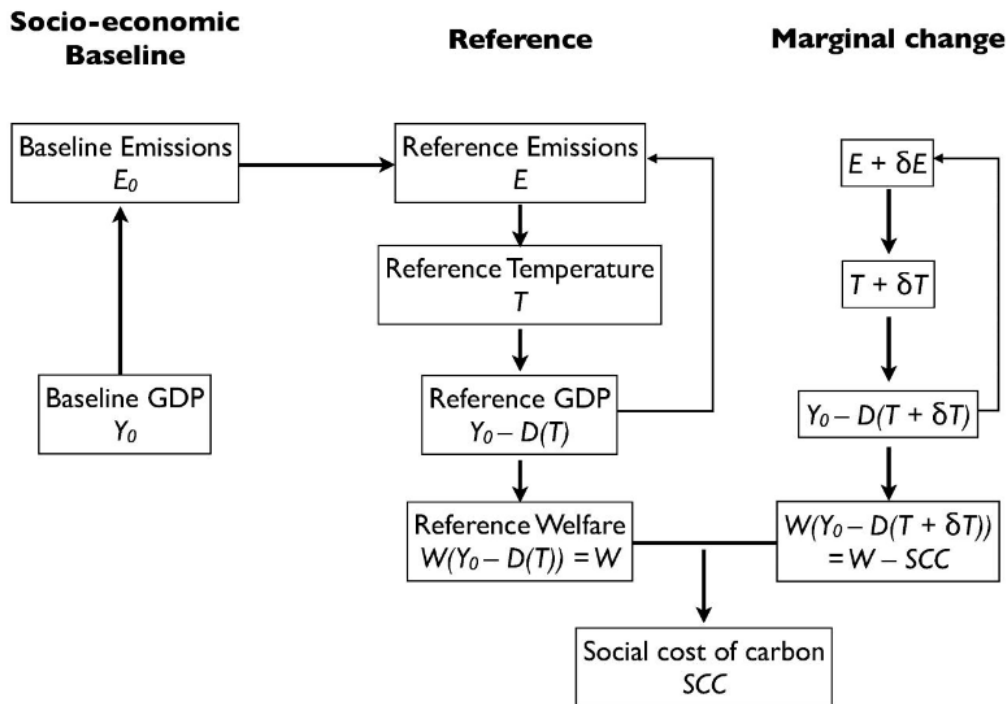 Socio-economic
Baseline
Reference
Marginal change
Baseline Emissions
E₀
Reference Emissions
E
E + δE
Reference Temperature
T
T + δT
Baseline GDP
Y₀
Reference GDP
Y₀ – D(T)
Y₀ – D(T + δT)
Reference Welfare
W(Y₀ – D(T)) = W
W(Y₀ – D(T + δT))
= W – SCC
Social cost of carbon
SCC